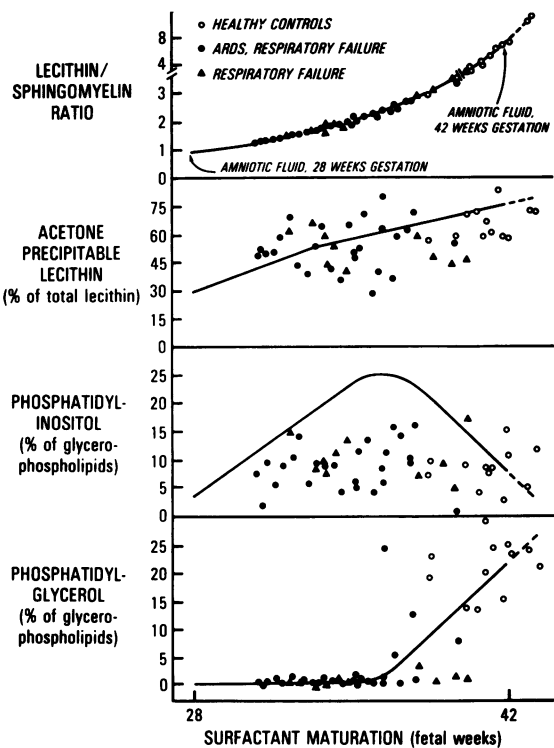 ○ HEALTHY CONTROLS
● ARDS, RESPIRATORY FAILURE
▲ RESPIRATORY FAILURE
LECITHIN/
SPHINGOMYELIN
RATIO
8
4
3
2
1
0
AMNIOTIC FLUID,
42 WEEKS GESTATION
AMNIOTIC FLUID, 28 WEEKS GESTATION
ACETONE
PRECIPITABLE
LECITHIN
(% of total lecithin)
75
60
45
30
15
0
PHOSPHATIDYL-
INOSITOL
(% of glycero-
phospholipids)
25
20
15
10
5
0
PHOSPHATIDYL-
GLYCEROL
(% of glycero-
phospholipids)
25
20
15
10
5
0
28
42
SURFACTANT MATURATION (fetal weeks)